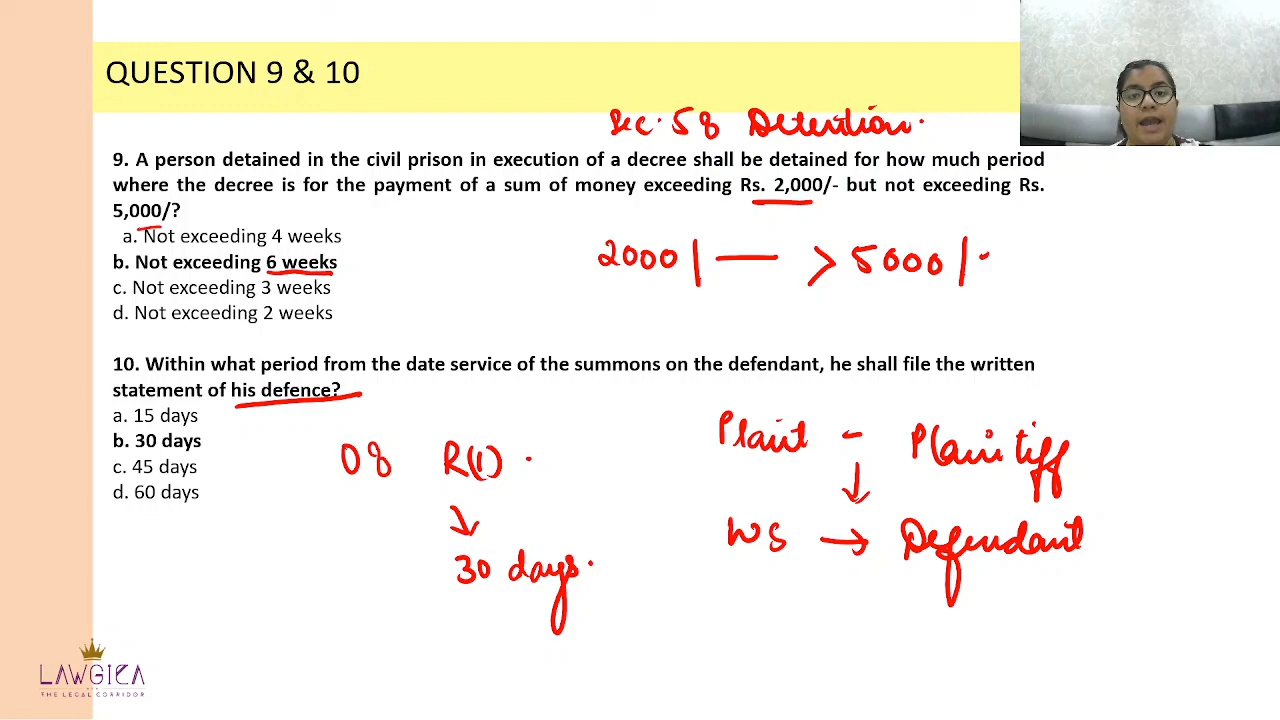 QUESTION 9 & 10
Sec. 58 Detention.
9. A person detained in the civil prison in execution of a decree shall be detained for how much period
where the decree is for the payment of a sum of money exceeding Rs. 2,000/- but not exceeding Rs.
5,000/?
a. Not exceeding 4 weeks
b. Not exceeding 6 weeks
2000/ — > 5000/-
c. Not exceeding 3 weeks
d. Not exceeding 2 weeks
10. Within what period from the date service of the summons on the defendant, he shall file the written
statement of his defence?
a. 15 days
b. 30 days
Plaint - Plaintiff
c. 45 days
O8 R(1).
d. 60 days
WS → Defendant
30 days.
LAWGICA
THE LEGAL CORRIDOR